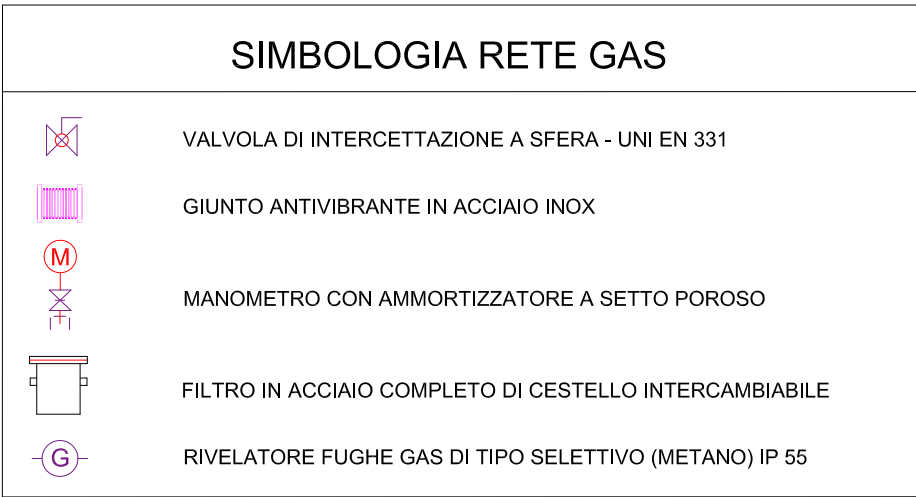 SIMBOLOGIA RETE GAS
VALVOLA DI INTERCETTAZIONE A SFERA - UNI EN 331
GIUNTO ANTIVIBRANTE IN ACCIAIO INOX
M
MANOMETRO CON AMMORTIZZATORE A SETTO POROSO
FILTRO IN ACCIAIO COMPLETO DI CESTELLO INTERCAMBIABILE
G
RIVELATORE FUGHE GAS DI TIPO SELETTIVO (METANO) IP 55